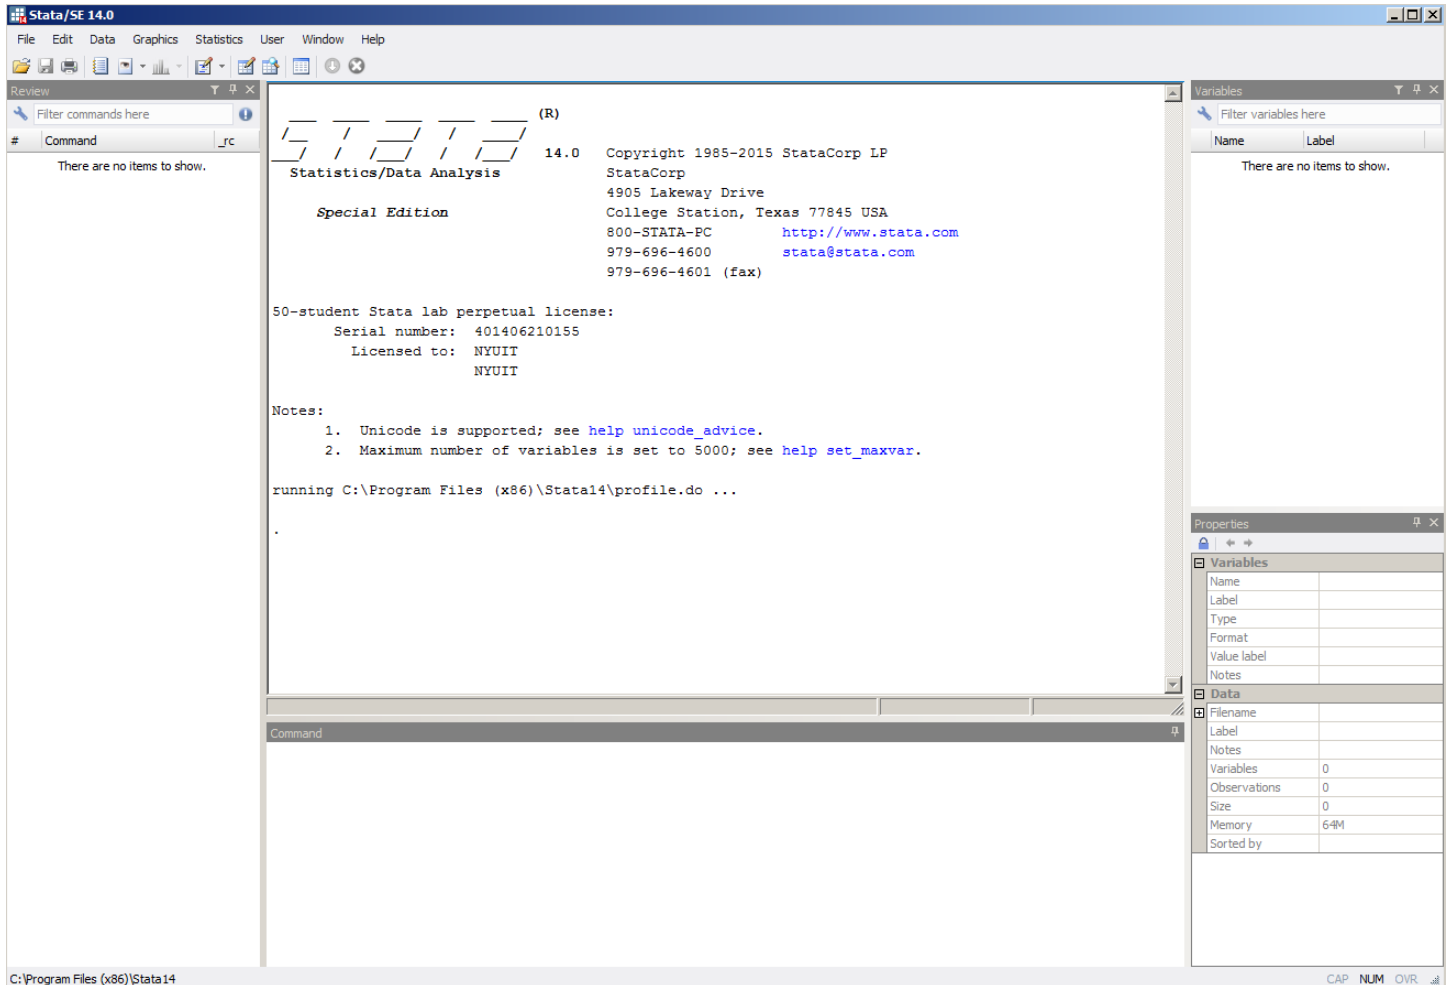 Stata/SE 14.0
File Edit Data Graphics Statistics User Window Help
Review
Filter commands here
# Command _rc
There are no items to show.
(R)
stata
14.0 Copyright 1985-2015 StataCorp LP
Statistics/Data Analysis StataCorp
4905 Lakeway Drive
Special Edition College Station, Texas 77845 USA
800-STATA-PC http://www.stata.com
979-696-4600 stata@stata.com
979-696-4601 (fax)
50-student Stata lab perpetual license:
Serial number: 401406210155
Licensed to: NYUIT
NYUIT
Notes:
1. Unicode is supported; see help unicode_advice.
2. Maximum number of variables is set to 5000; see help set_maxvar.
running C:\Program Files (x86)\Stata14\profile.do ...
.
Command
Variables
Filter variables here
Name Label
There are no items to show.
Properties
Variables
Name
Label
Type
Format
Value label
Notes
Data
Filename
Label
Notes
Variables 0
Observations 0
Size 0
Memory 64M
Sorted by
C:\Program Files (x86)\Stata14
CAP NUM OVR